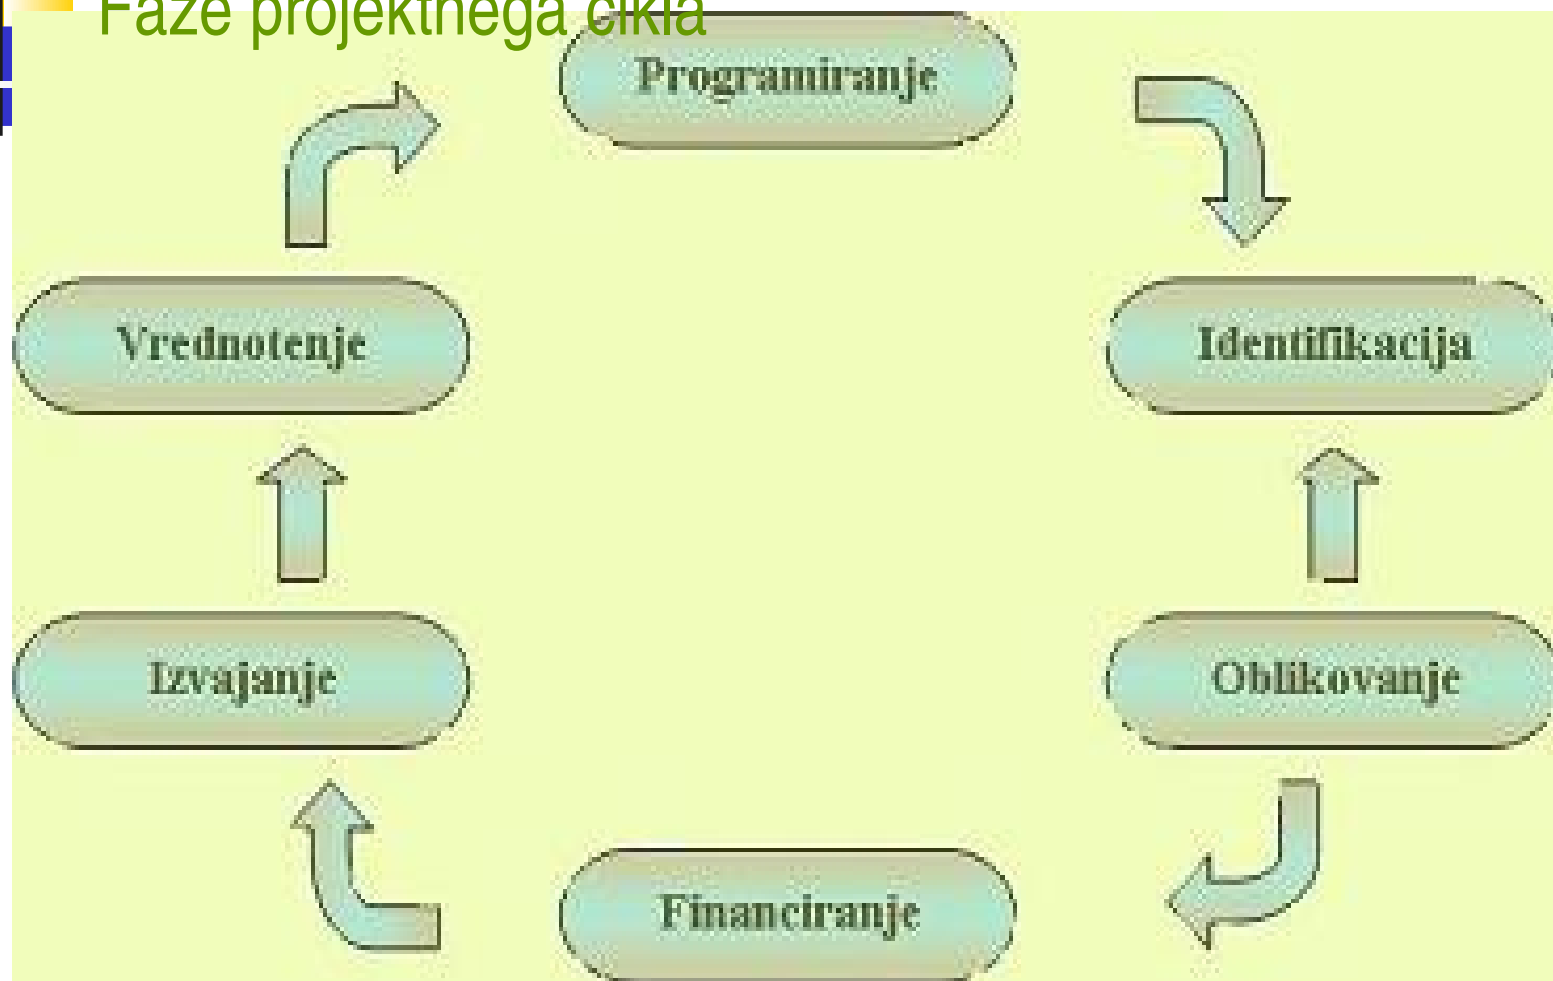 Faze projektnega cikla
Programiranje
Vrednotenje
Identifikacija
Izvajanje
Oblikovanje
Financiranje